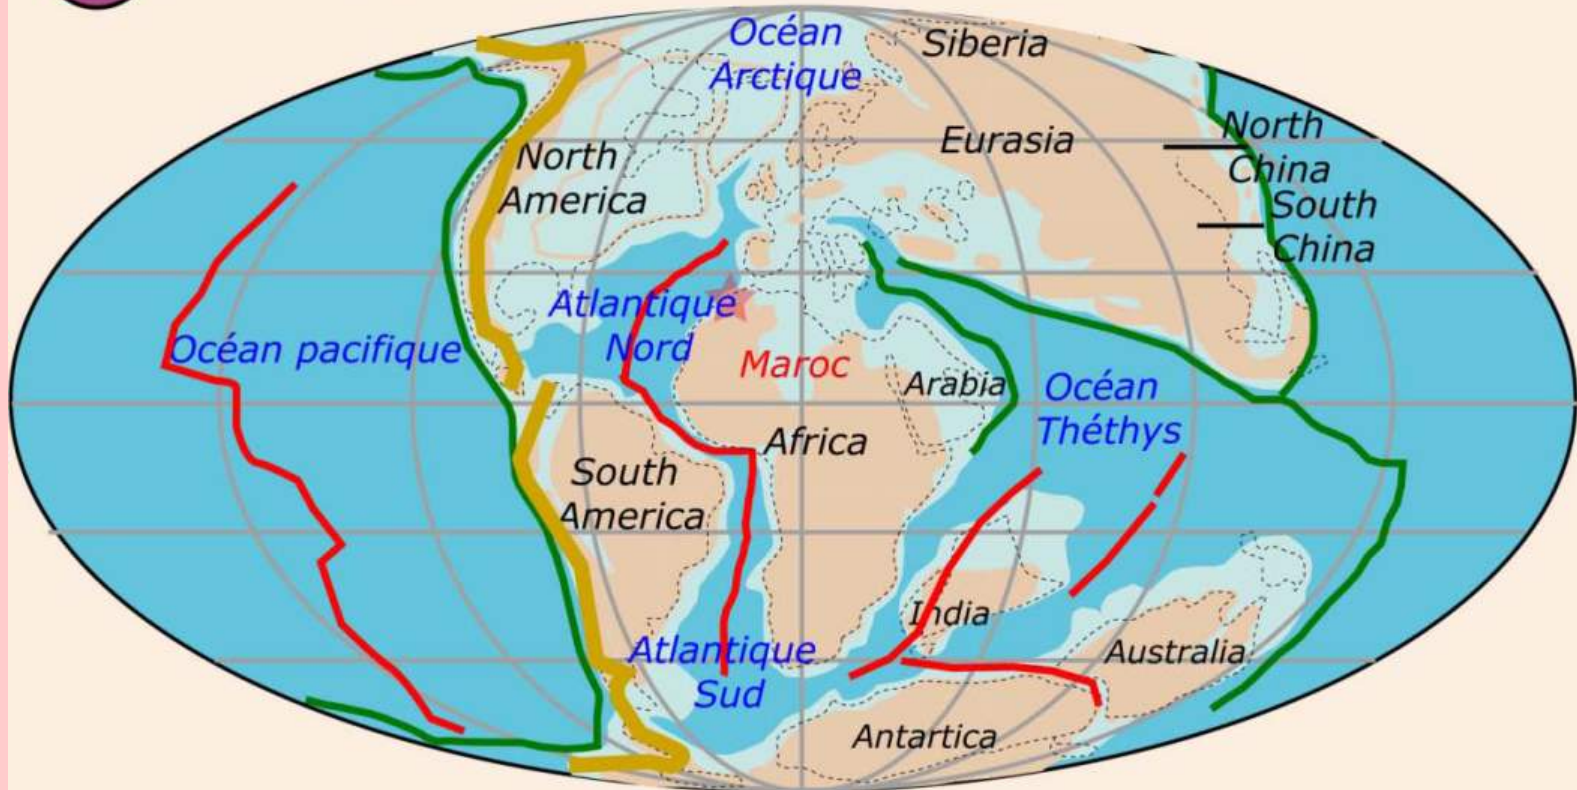 Océan
Arctique
Siberia
North
China
Eurasia
North
America
South
China
Atlantique
Nord
Océan pacifique
Maroc
Arabia
Océan
Théthys
Africa
South
America
India
Atlantique
Sud
Australia
Antartica